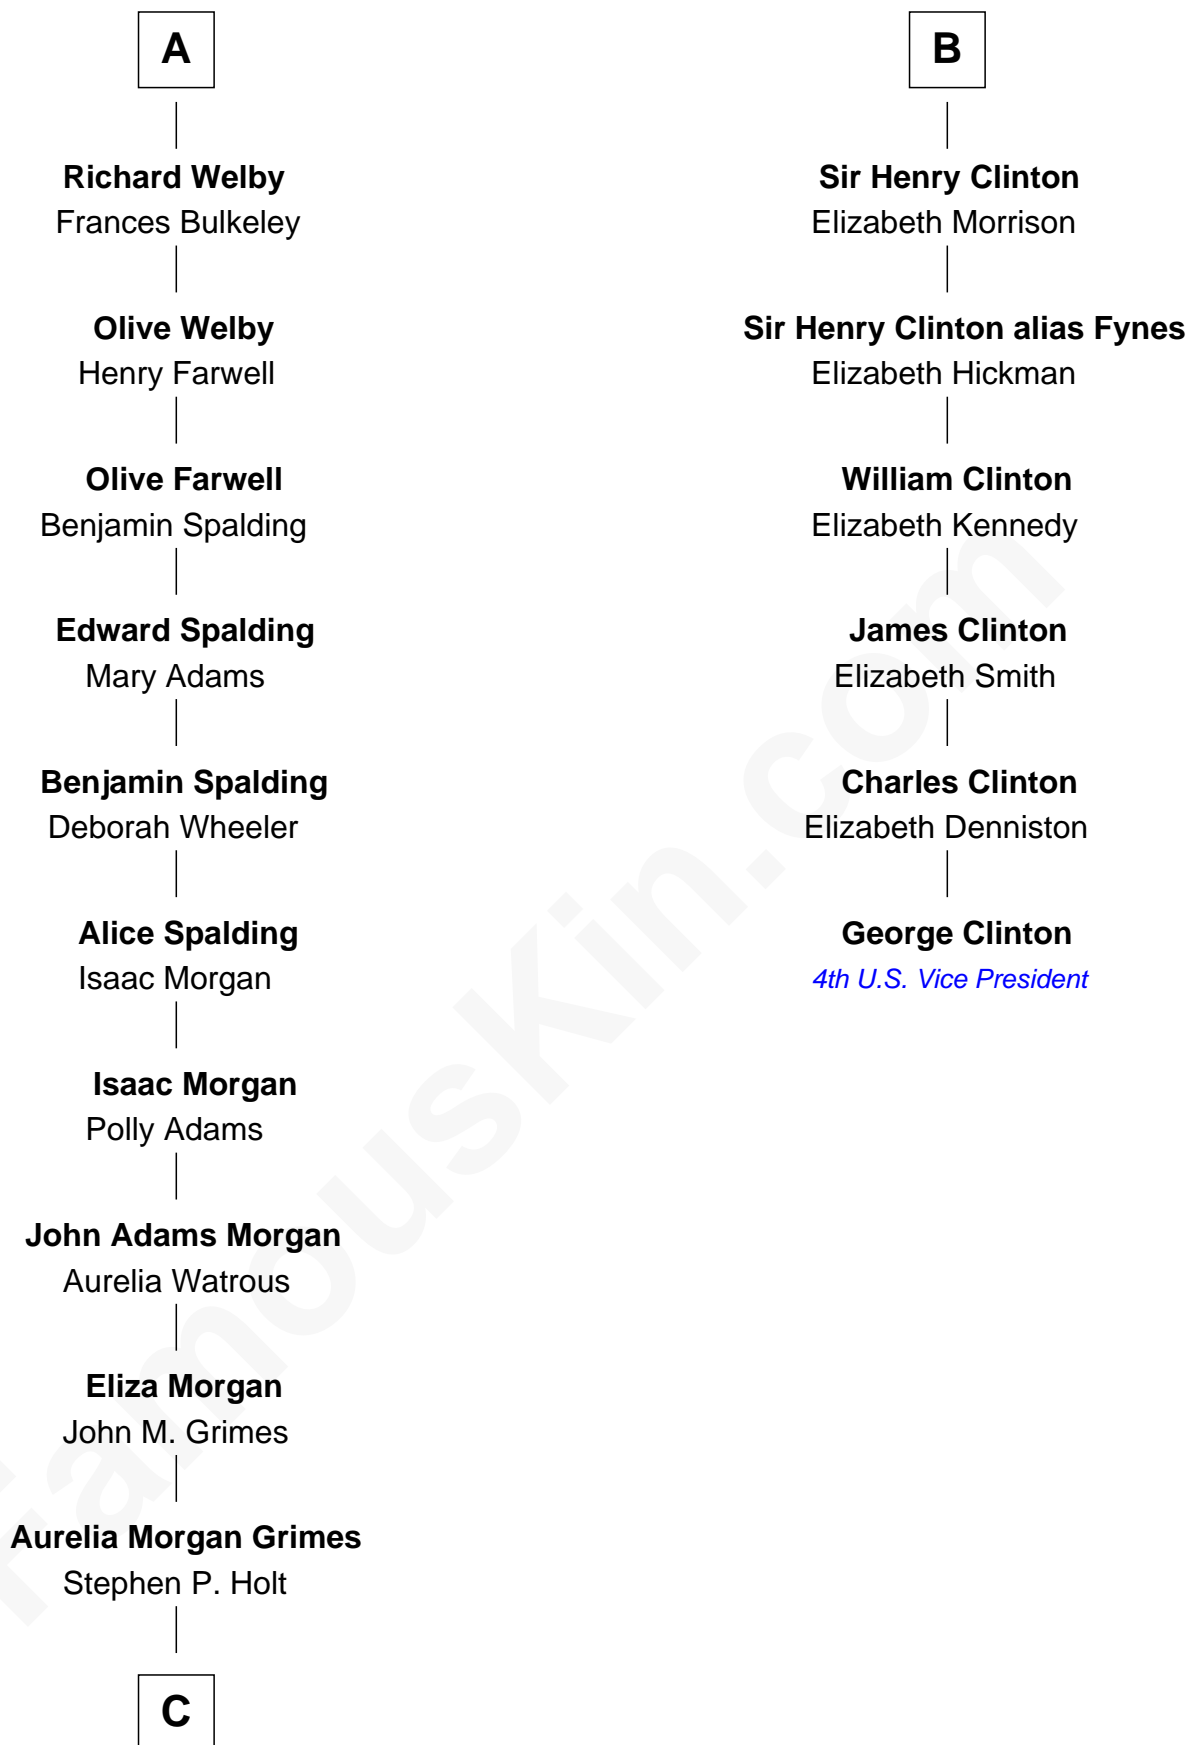 A
Richard Welby
Frances Bulkeley
Olive Welby
Henry Farwell
Olive Farwell
Benjamin Spalding
Edward Spalding
Mary Adams
Benjamin Spalding
Deborah Wheeler
Alice Spalding
Isaac Morgan
Isaac Morgan
Polly Adams
John Adams Morgan
Aurelia Watrous
Eliza Morgan
John M. Grimes
Aurelia Morgan Grimes
Stephen P. Holt
C
B
Sir Henry Clinton
Elizabeth Morrison
Sir Henry Clinton alias Fynes
Elizabeth Hickman
William Clinton
Elizabeth Kennedy
James Clinton
Elizabeth Smith
Charles Clinton
Elizabeth Denniston
George Clinton
4th U.S. Vice President
FamousKin.com